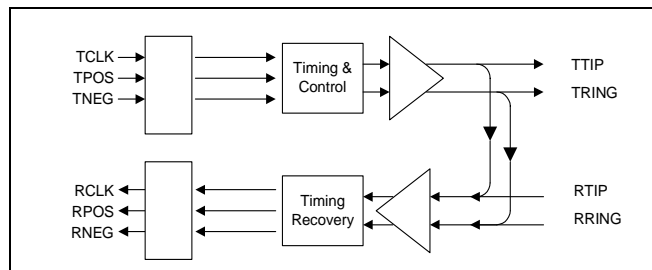 TCLK
TPOS
TNEG
Timing &
Control
TTIP
TRING
RCLK
RPOS
RNEG
Timing
Recovery
RTIP
RRING